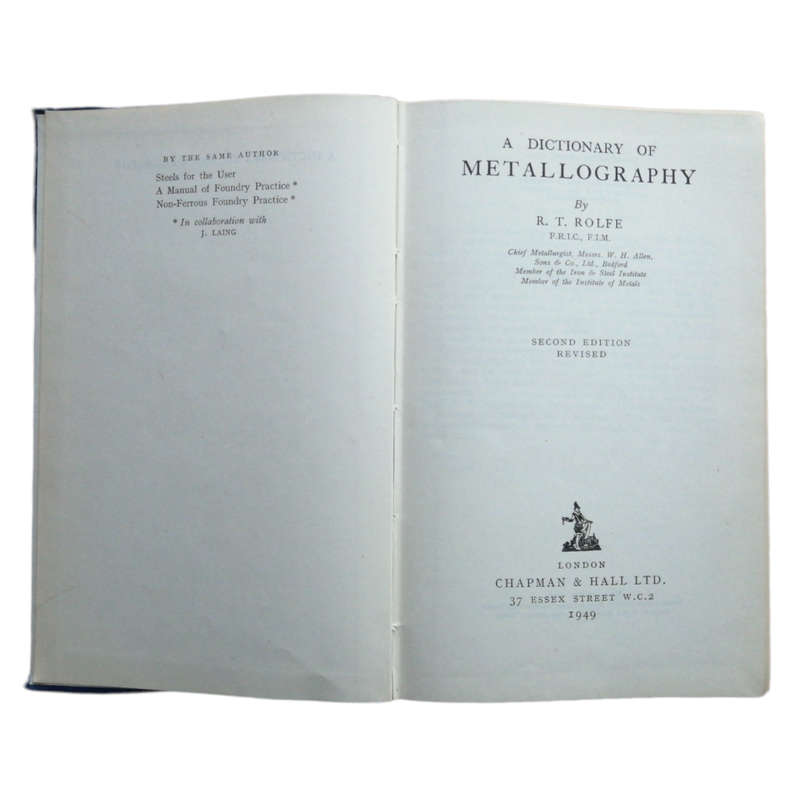 BY THE SAME AUTHOR
Steels for the User
A Manual of Foundry Practice *
Non-Ferrous Foundry Practice *
* In collaboration with
J. LAING
A DICTIONARY OF
METALLOGRAPHY
By
R. T. ROLFE
F.R.I.C., F.I.M.
Chief Metallurgist, Messrs. W. H. Allen,
Sons & Co., Ltd., Bedford
Member of the Iron & Steel Institute
Member of the Institute of Metals
SECOND EDITION
REVISED
LONDON
CHAPMAN & HALL LTD.
37 ESSEX STREET W.C.2
1949